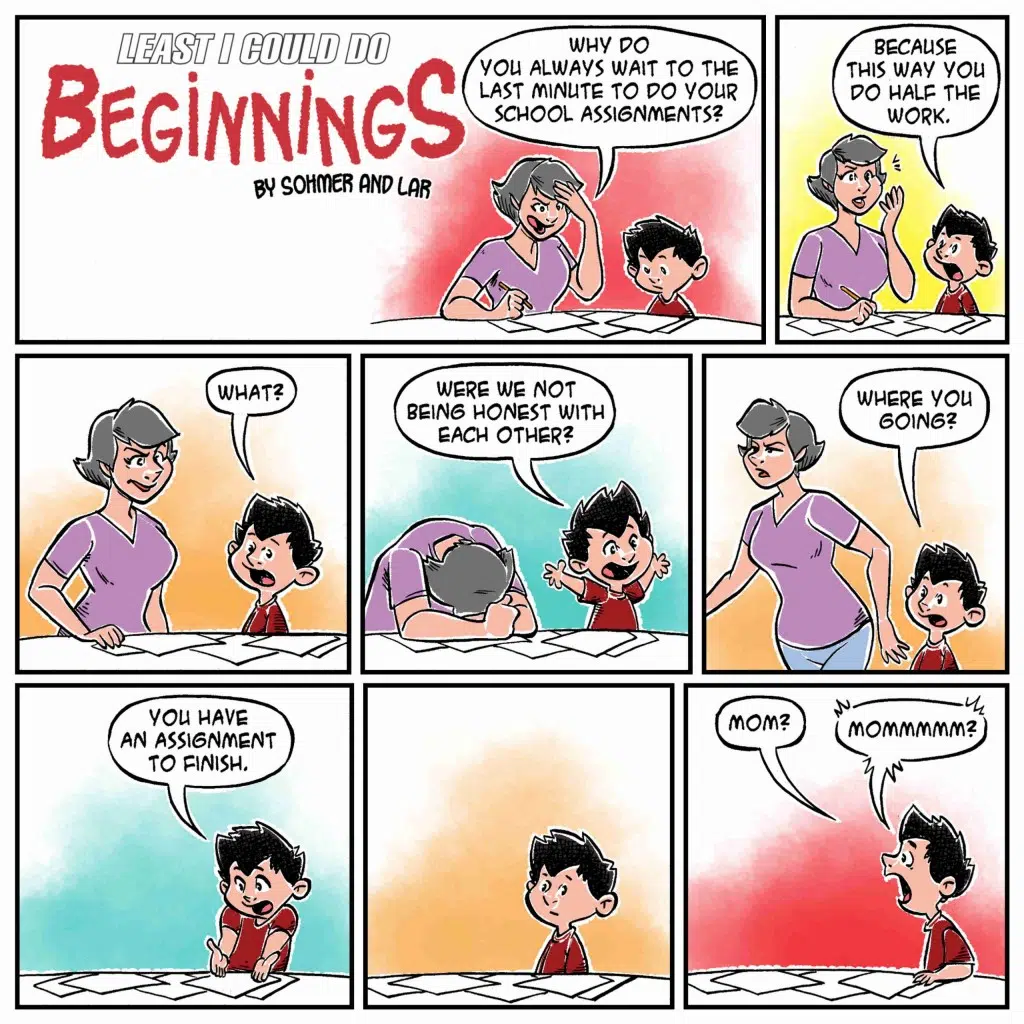 LEAST I COULD DO
BEGiNNiNGS
BY SOHMER AND LAR
WHY DO
YOU ALWAYS WAIT TO THE
LAST MINUTE TO DO YOUR
SCHOOL ASSIGNMENTS?
BECAUSE
THIS WAY YOU
DO HALF THE
WORK.
WHAT?
WERE WE NOT
BEING HONEST WITH
EACH OTHER?
WHERE YOU
GOING?
YOU HAVE
AN ASSIGNMENT
TO FINISH.
MOM?
MOMMMMM?